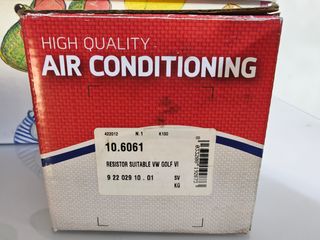 HIGH QUALITY
AIR CONDITIONING
422012 N. 1 K100
10.6061
RESISTOR SUITABLE VW GOLF VI
9 22 029 10 . 01 SV
KG